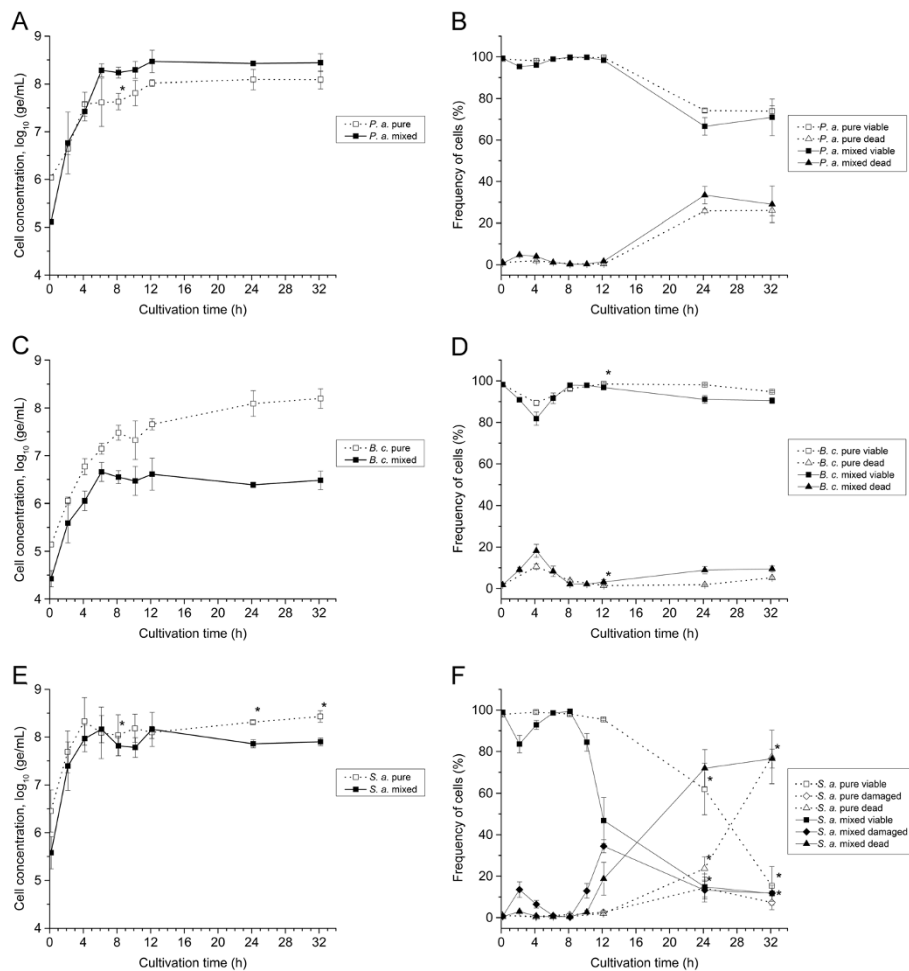 A
Cell concentration, log10 (ge/mL)
9
8
7
6
5
4
*
0 4 8 12 16 20 24 28 32
Cultivation time (h)
P. a. pure
P. a. mixed
B
Frequency of cells (%)
100
80
60
40
20
0
0 4 8 12 16 20 24 28 32
Cultivation time (h)
P. a. pure viable
P. a. pure dead
P. a. mixed viable
P. a. mixed dead
C
Cell concentration, log10 (ge/mL)
9
8
7
6
5
4
0 4 8 12 16 20 24 28 32
Cultivation time (h)
B. c. pure
B. c. mixed
D
Frequency of cells (%)
100
80
60
40
20
0
*
*
0 4 8 12 16 20 24 28 32
Cultivation time (h)
B. c. pure viable
B. c. pure dead
B. c. mixed viable
B. c. mixed dead
E
Cell concentration, log10 (ge/mL)
9
8
7
6
5
4
* * *
0 4 8 12 16 20 24 28 32
Cultivation time (h)
S. a. pure
S. a. mixed
F
Frequency of cells (%)
100
80
60
40
20
0
*
*
*
*
*
*
0 4 8 12 16 20 24 28 32
Cultivation time (h)
S. a. pure viable
S. a. pure damaged
S. a. pure dead
S. a. mixed viable
S. a. mixed damaged
S. a. mixed dead